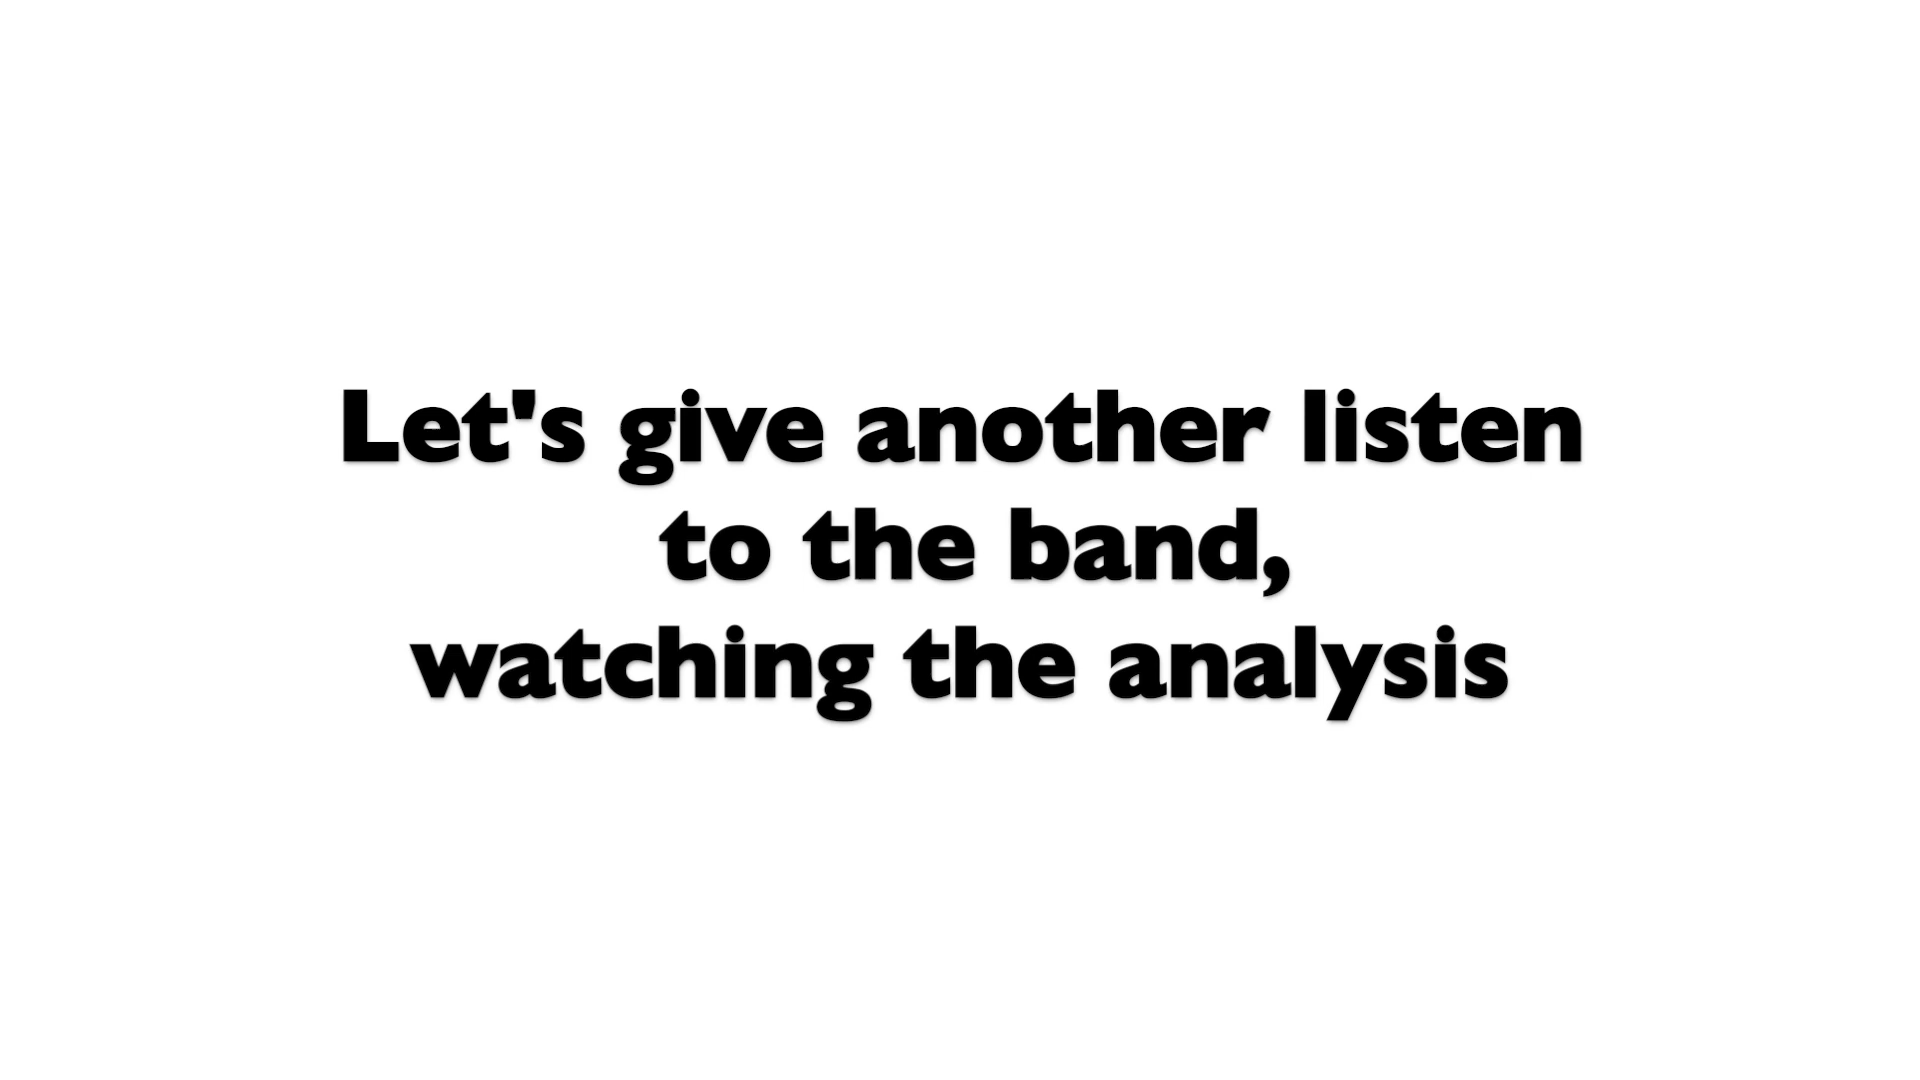 Let's give another listen
to the band,
watching the analysis